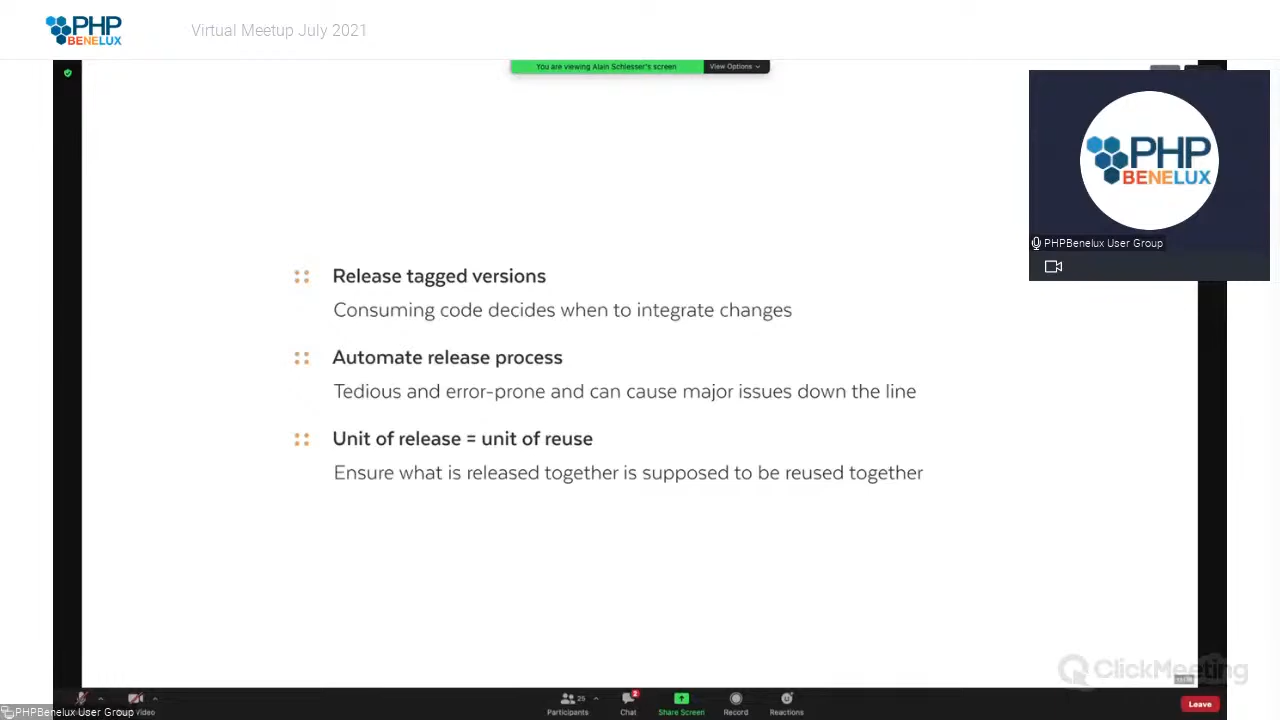 PHP
BENELUX
Virtual Meetup July 2021
You are viewing Alain Schlesser's screen
View Options
PHP
BENELUX
PHPBenelux User Group
Release tagged versions
Consuming code decides when to integrate changes
Automate release process
Tedious and error-prone and can cause major issues down the line
Unit of release = unit of reuse
Ensure what is released together is supposed to be reused together
ClickMeeting
25
2
Participants
Chat
Share Screen
Record
Reactions
Leave
PHPBenelux User Group
Video